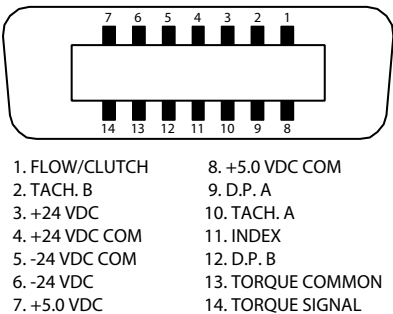 7 6 5 4 3 2 1
14 13 12 11 10 9 8
1. FLOW/CLUTCH
2. TACH. B
3. +24 VDC
4. +24 VDC COM
5. -24 VDC COM
6. -24 VDC
7. +5.0 VDC
8. +5.0 VDC COM
9. D.P. A
10. TACH. A
11. INDEX
12. D.P. B
13. TORQUE COMMON
14. TORQUE SIGNAL